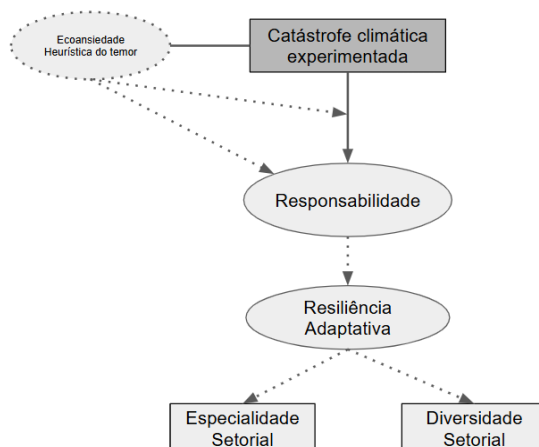 Ecoansiedade
Heurística do temor
Catástrofe climática
experimentada
Responsabilidade
Resiliência
Adaptativa
Especialidade
Setorial
Diversidade
Setorial